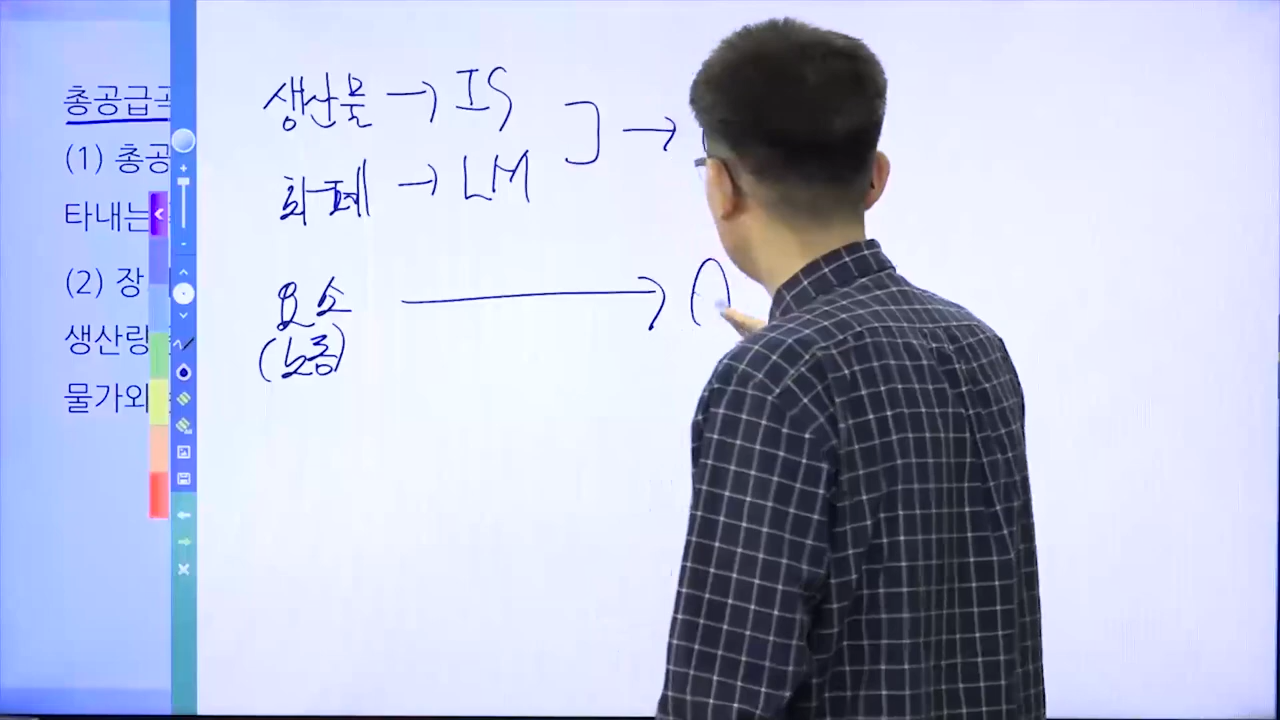 총공급곡
(1) 총공
타내는
(2) 장
생산량
물가와
생산물 → IS
화폐 → LM
] →
요소 →
(노동)